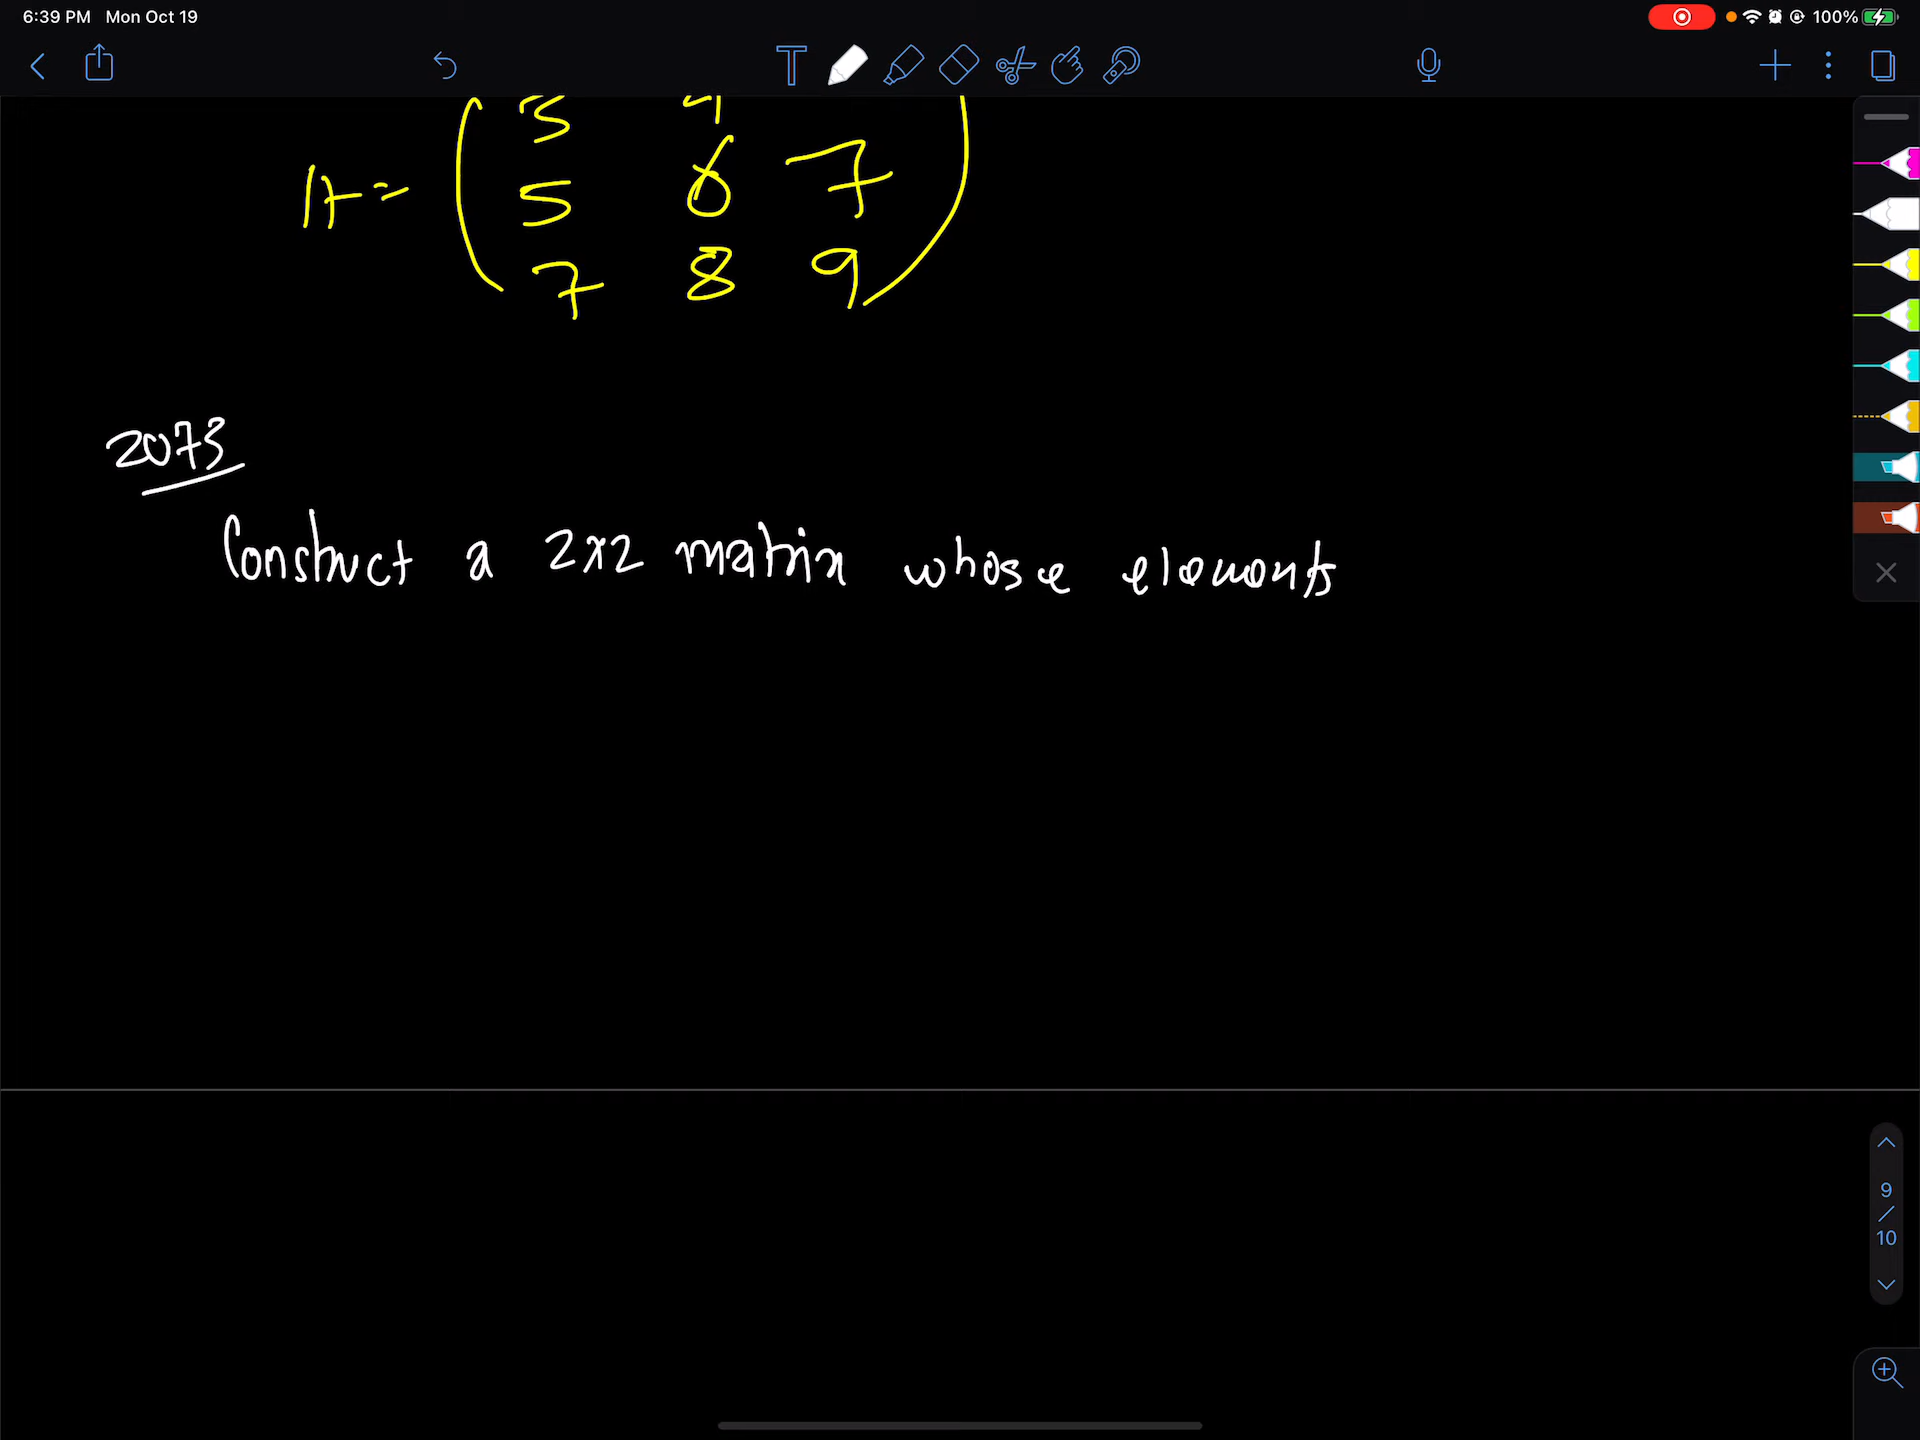 6:39 PM Mon Oct 19
100%
T
3 4
A = ( 5 6 7 )
7 8 9
2073
Construct a 2x2 matrix whose elements
9
/
10